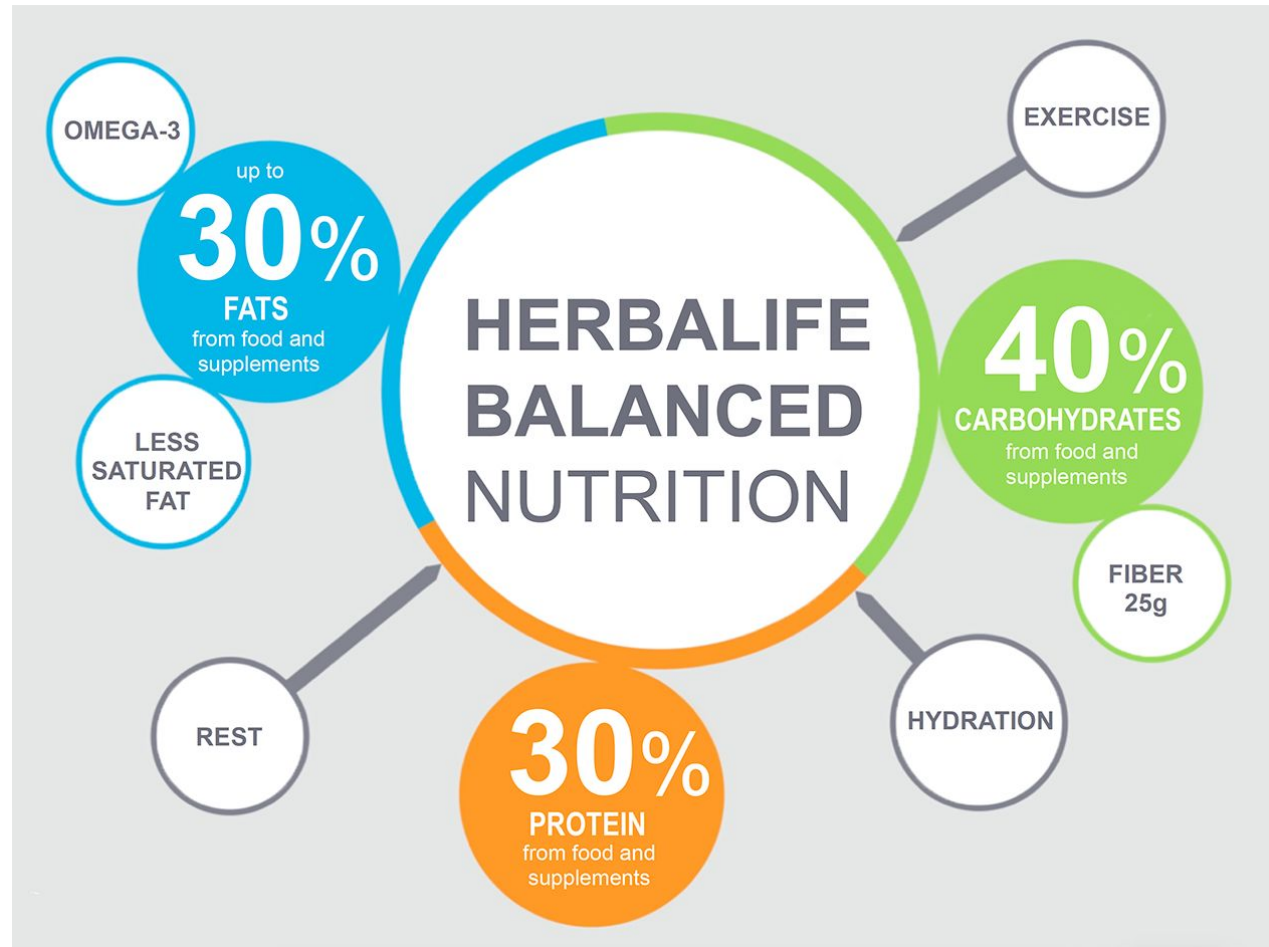 OMEGA-3
up to
30%
FATS
from food and
supplements
LESS
SATURATED
FAT
HERBALIFE
BALANCED
NUTRITION
EXERCISE
40%
CARBOHYDRATES
from food and
supplements
FIBER
25g
REST
30%
PROTEIN
from food and
supplements
HYDRATION